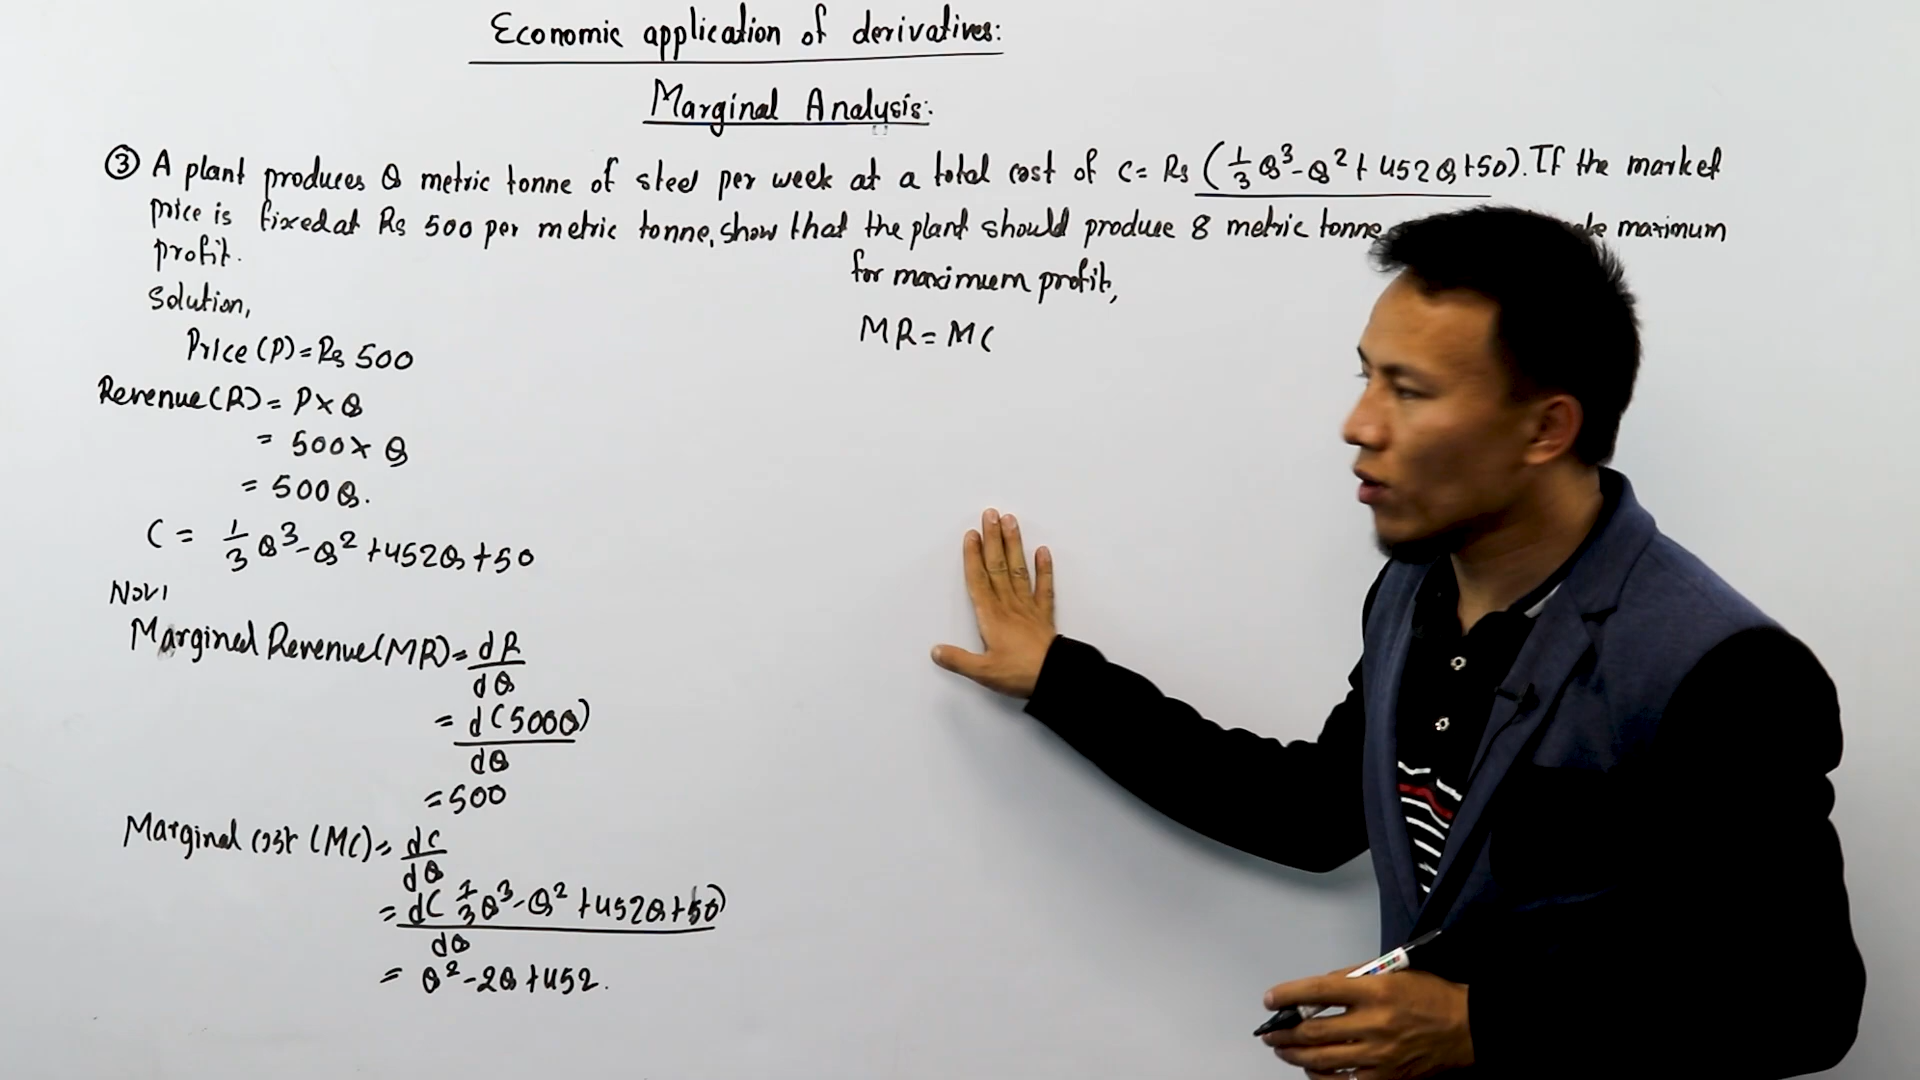 Economic application of derivatives:
Marginal Analysis:
③ A plant produces Q metric tonne of steel per week at a total cost of C= Rs (1/3 Q³-Q²+452Q+50). If the market
price is fixed at Rs 500 per metric tonne, show that the plant should produce 8 metric tonne maximum
profit.
for maximum profit,
MR=MC
Solution,
Price (P)=Rs 500
Revenue(R)= P×Q
= 500×Q
= 500Q.
C= 1/3 Q³-Q²+452Q+50
Now
Marginal Revenue(MR)= dR/dQ
= d(500Q)/dQ
=500
Marginal cost (MC)= dC/dQ
= d(1/3 Q³-Q²+452Q+50)/dQ
= Q²-2Q+452.